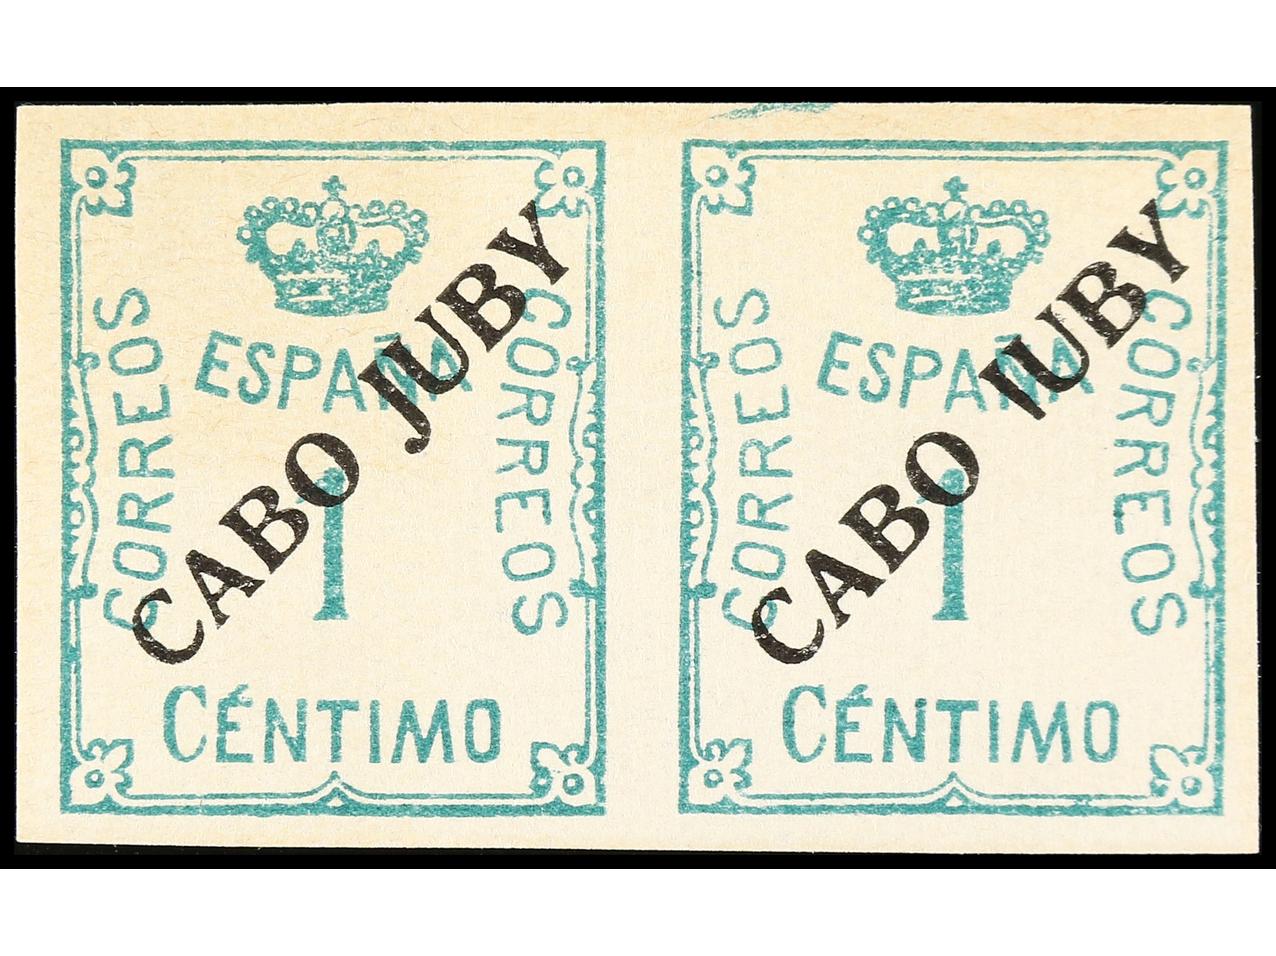 CORREOS
ESPAÑA
CORREOS
CABO JUBY
1
CÉNTIMO
CORREOS
ESPAÑA
CORREOS
CABO IUBY
1
CÉNTIMO